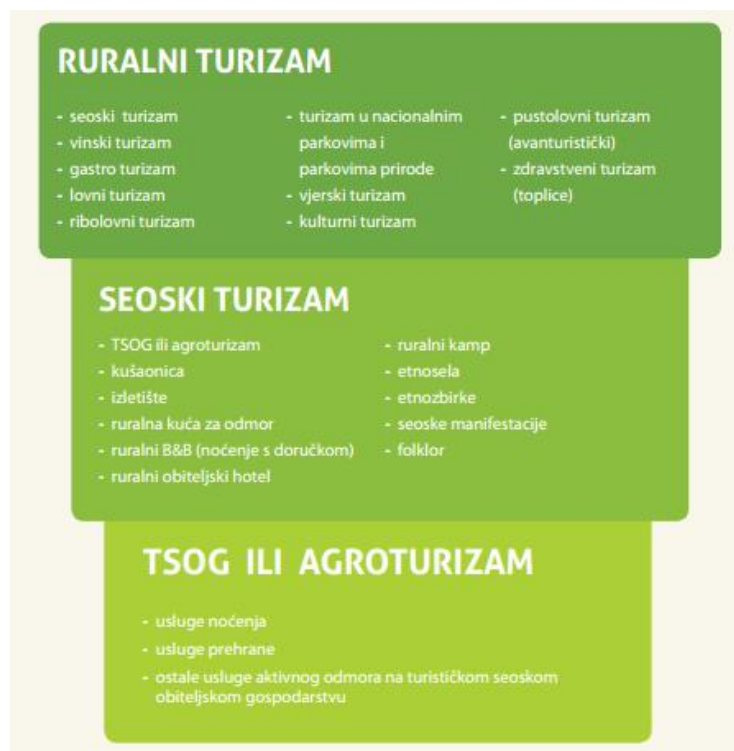 RURALNI TURIZAM
- seoski turizam
- vinski turizam
- gastro turizam
- lovni turizam
- ribolovni turizam
- turizam u nacionalnim
parkovima i
parkovima prirode
- vjerski turizam
- kulturni turizam
- pustolovni turizam
(avanturistički)
- zdravstveni turizam
(toplice)
SEOSKI TURIZAM
- TSOG ili agroturizam
- kušaonica
- izletište
- ruralna kuća za odmor
- ruralni B&B (noćenje s doručkom)
- ruralni obiteljski hotel
- ruralni kamp
- etnosela
- etnozbirke
- seoske manifestacije
- folklor
TSOG ILI AGROTURIZAM
- usluge noćenja
- usluge prehrane
- ostale usluge aktivnog odmora na turističkom seoskom
obiteljskom gospodarstvu